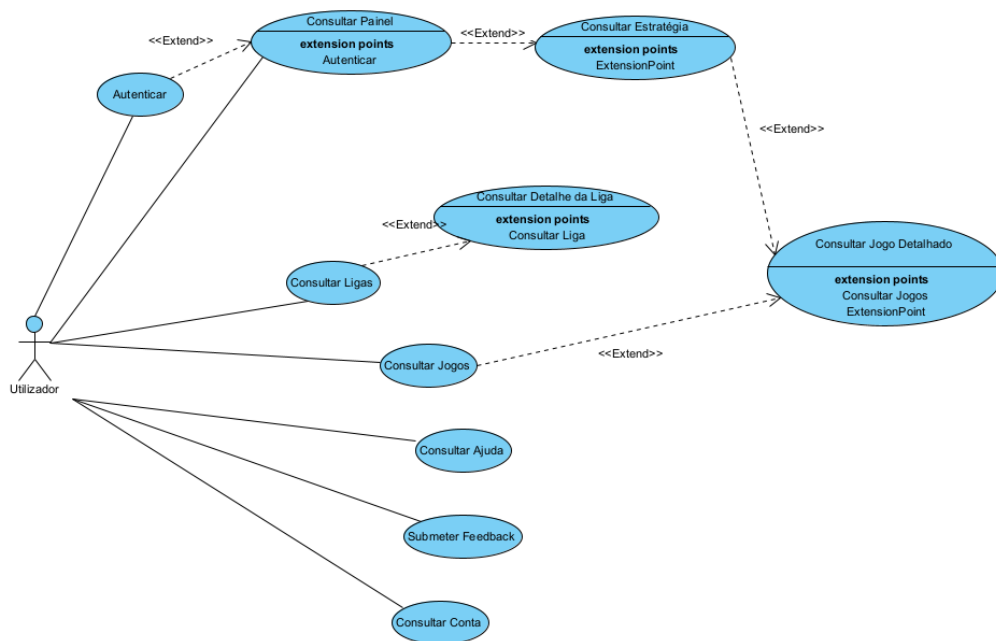 Consultar Painel
extension points
Autenticar
<<Extend>>
Consultar Estratégia
extension points
ExtensionPoint
<<Extend>>
Autenticar
<<Extend>>
Consultar Detalhe da Liga
extension points
Consultar Liga
<<Extend>>
Consultar Jogo Detalhado
extension points
Consultar Jogos
ExtensionPoint
Consultar Ligas
<<Extend>>
Consultar Jogos
Utilizador
Consultar Ajuda
Submeter Feedback
Consultar Conta